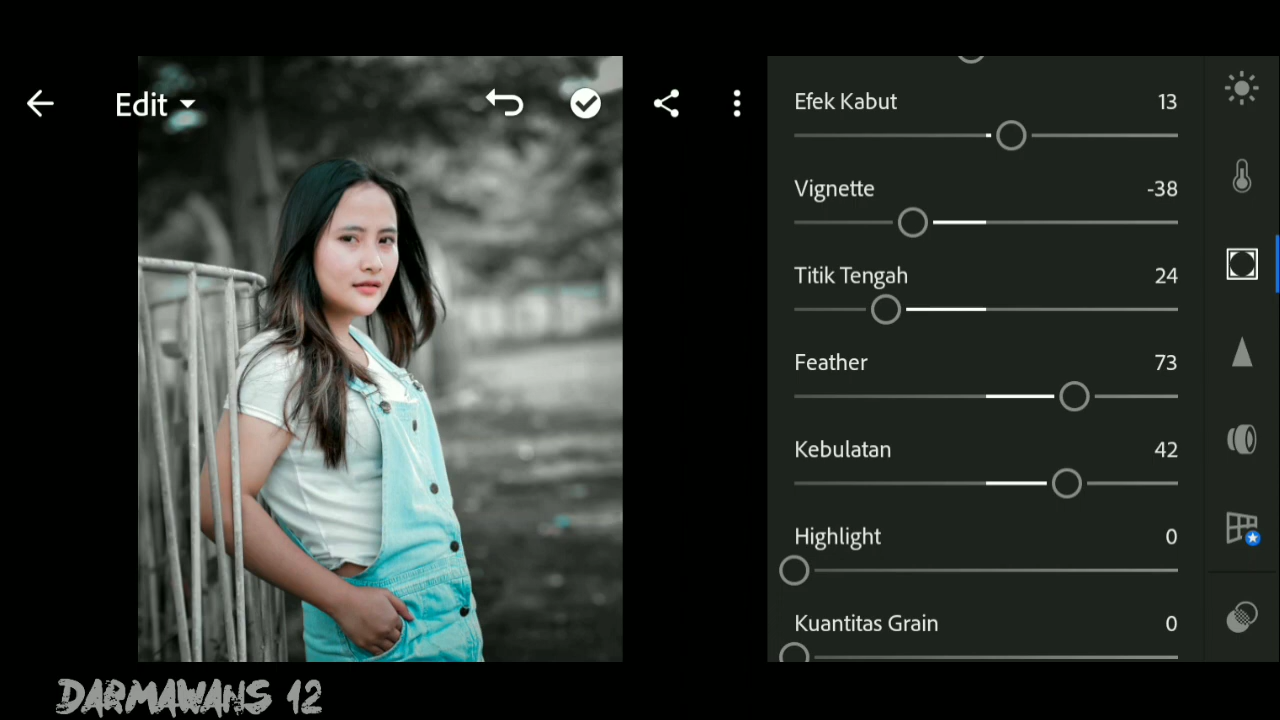 Edit
Efek Kabut 13
Vignette -38
Titik Tengah 24
Feather 73
Kebulatan 42
Highlight 0
Kuantitas Grain 0
DARMAWANS 12